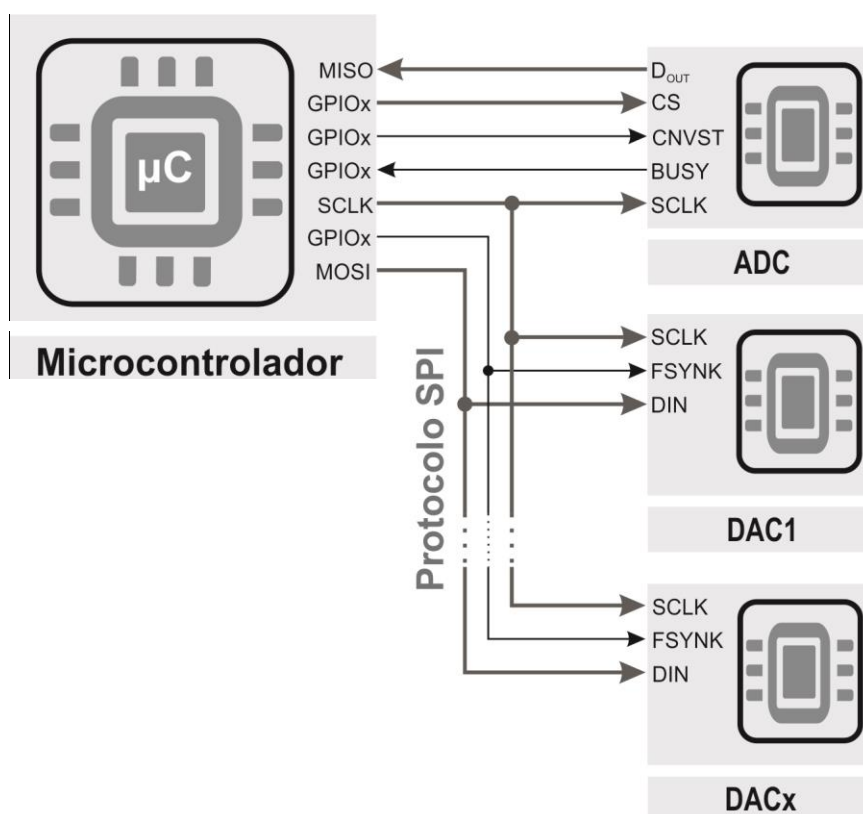 µC
MISO
GPIOx
GPIOx
GPIOx
SCLK
GPIOx
MOSI
Microcontrolador
Protocolo SPI
DOUT
CS
CNVST
BUSY
SCLK
ADC
SCLK
FSYNK
DIN
DAC1
SCLK
FSYNK
DIN
DACx